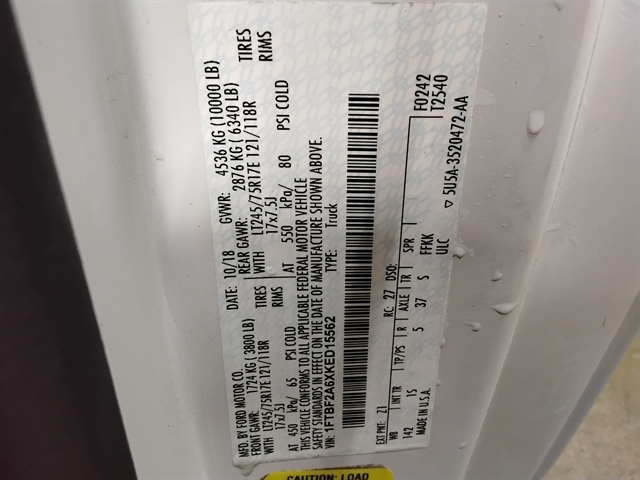 MFD. BY FORD MOTOR CO.
DATE: 10/18 GVWR: 4536 KG (10000 LB)
FRONT GAWR: 1724 KG (3800 LB) REAR GAWR: 2876 KG (6340 LB)
WITH LT245/75R17E 121/118R TIRES WITH LT245/75R17E 121/118R TIRES
17x7.5J RIMS 17x7.5J RIMS
AT 450 kPa/ 65 PSI COLD AT 550 kPa/ 80 PSI COLD
THIS VEHICLE CONFORMS TO ALL APPLICABLE FEDERAL MOTOR VEHICLE
SAFETY STANDARDS IN EFFECT ON THE DATE OF MANUFACTURE SHOWN ABOVE.
VIN: 1FTBF2A6XKED15562 Truck
F0242
T2540
EXT PNT: Z1 RC: 27 DSO:
WB INT TR TP/PS R AXLE TR SPR
142 IS 5 37 S FFKK
ULC
MADE IN U.S.A. ▽ 5U5A-3520472-AA
CAUTION: LOAD